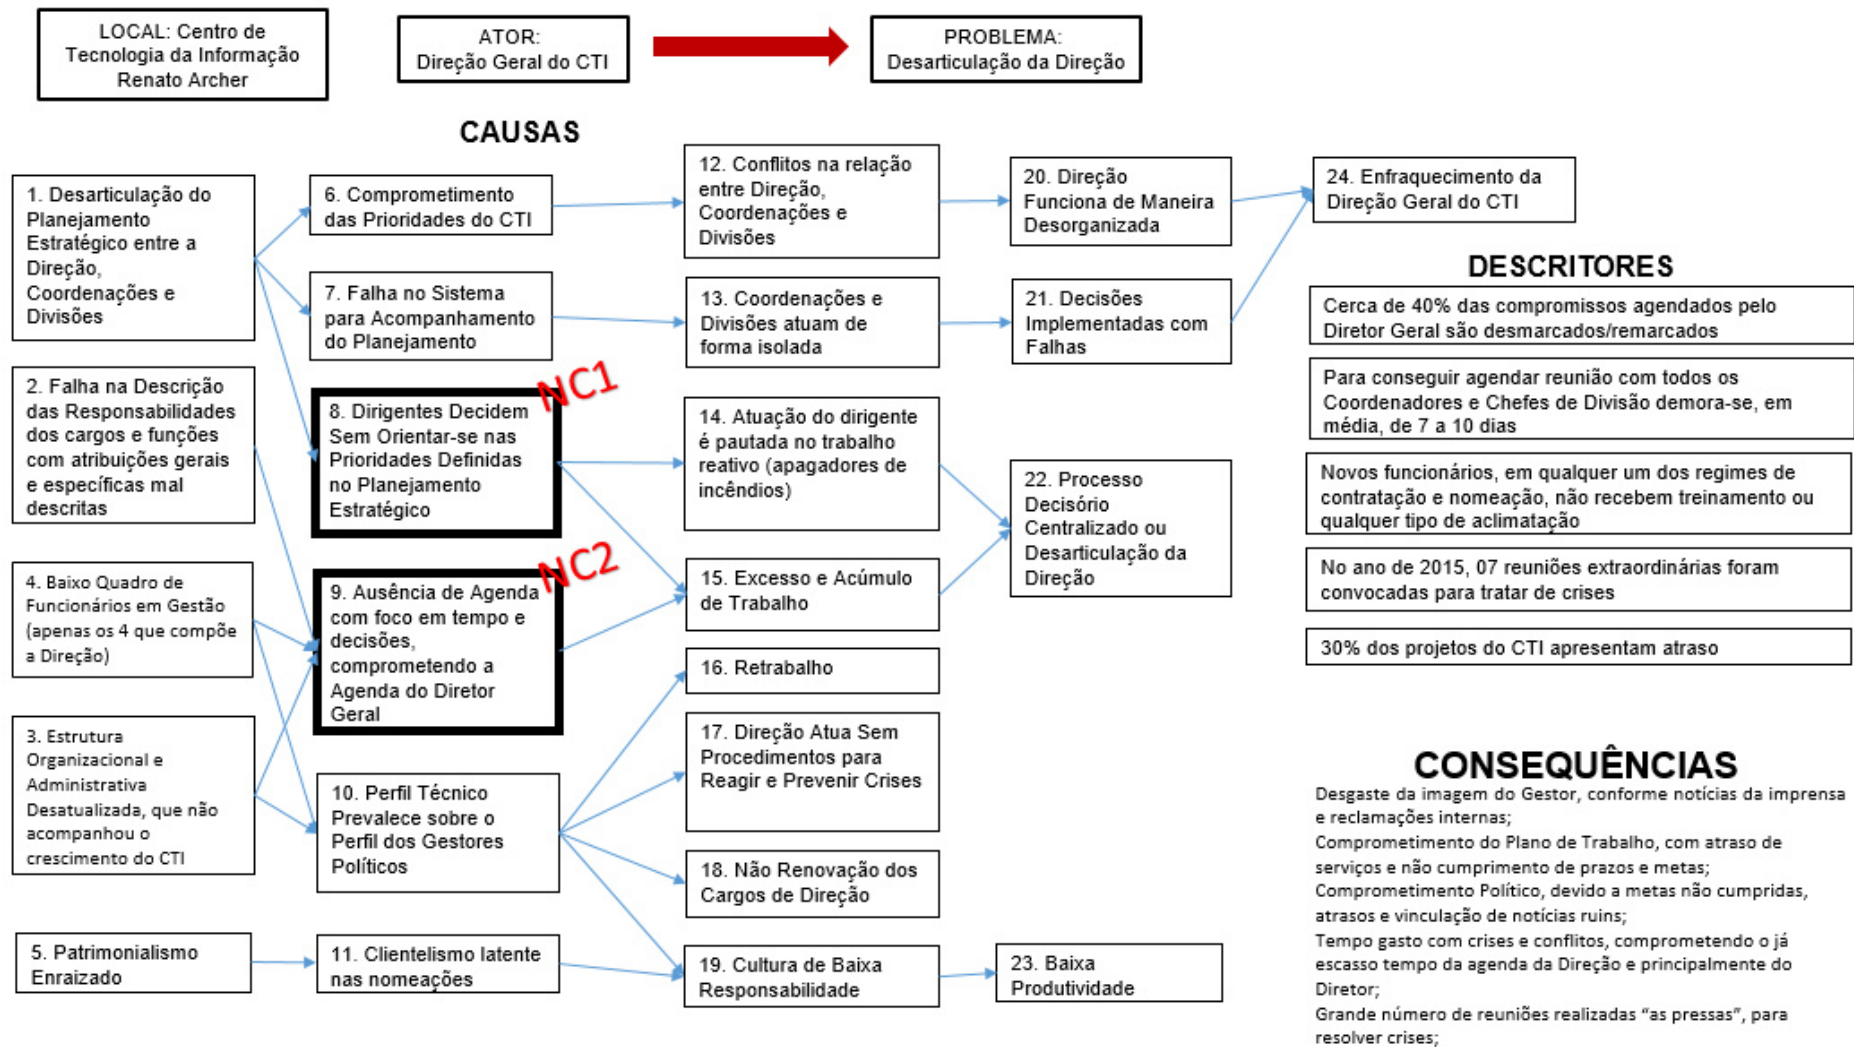 LOCAL: Centro de
Tecnologia da Informação
Renato Archer
ATOR:
Direção Geral do CTI
PROBLEMA:
Desarticulação da Direção
CAUSAS
1. Desarticulação do
Planejamento
Estratégico entre a
Direção,
Coordenações e
Divisões
2. Falha na Descrição
das Responsabilidades
dos cargos e funções
com atribuições gerais
e específicas mal
descritas
4. Baixo Quadro de
Funcionários em Gestão
(apenas os 4 que compõe
a Direção)
3. Estrutura
Organizacional e
Administrativa
Desatualizada, que não
acompanhou o
crescimento do CTI
5. Patrimonialismo
Enraizado
6. Comprometimento
das Prioridades do CTI
7. Falha no Sistema
para Acompanhamento
do Planejamento
NC1
8. Dirigentes Decidem
Sem Orientar-se nas
Prioridades Definidas
no Planejamento
Estratégico
NC2
9. Ausência de Agenda
com foco em tempo e
decisões,
comprometendo a
Agenda do Diretor
Geral
10. Perfil Técnico
Prevalece sobre o
Perfil dos Gestores
Políticos
11. Clientelismo latente
nas nomeações
12. Conflitos na relação
entre Direção,
Coordenações e
Divisões
13. Coordenações e
Divisões atuam de
forma isolada
14. Atuação do dirigente
é pautada no trabalho
reativo (apagadores de
incêndios)
15. Excesso e Acúmulo
de Trabalho
16. Retrabalho
17. Direção Atua Sem
Procedimentos para
Reagir e Prevenir Crises
18. Não Renovação dos
Cargos de Direção
19. Cultura de Baixa
Responsabilidade
20. Direção
Funciona de Maneira
Desorganizada
21. Decisões
Implementadas com
Falhas
22. Processo
Decisório
Centralizado ou
Desarticulação da
Direção
23. Baixa
Produtividade
24. Enfraquecimento da
Direção Geral do CTI
DESCRITORES
Cerca de 40% das compromissos agendados pelo
Diretor Geral são desmarcados/remarcados
Para conseguir agendar reunião com todos os
Coordenadores e Chefes de Divisão demora-se, em
média, de 7 a 10 dias
Novos funcionários, em qualquer um dos regimes de
contratação e nomeação, não recebem treinamento ou
qualquer tipo de aclimatação
No ano de 2015, 07 reuniões extraordinárias foram
convocadas para tratar de crises
30% dos projetos do CTI apresentam atraso
CONSEQUÊNCIAS
Desgaste da imagem do Gestor, conforme notícias da imprensa
e reclamações internas;
Comprometimento do Plano de Trabalho, com atraso de
serviços e não cumprimento de prazos e metas;
Comprometimento Político, devido a metas não cumpridas,
atrasos e vinculação de notícias ruins;
Tempo gasto com crises e conflitos, comprometendo o já
escasso tempo da agenda da Direção e principalmente do
Diretor;
Grande número de reuniões realizadas “as pressas”, para
resolver crises;